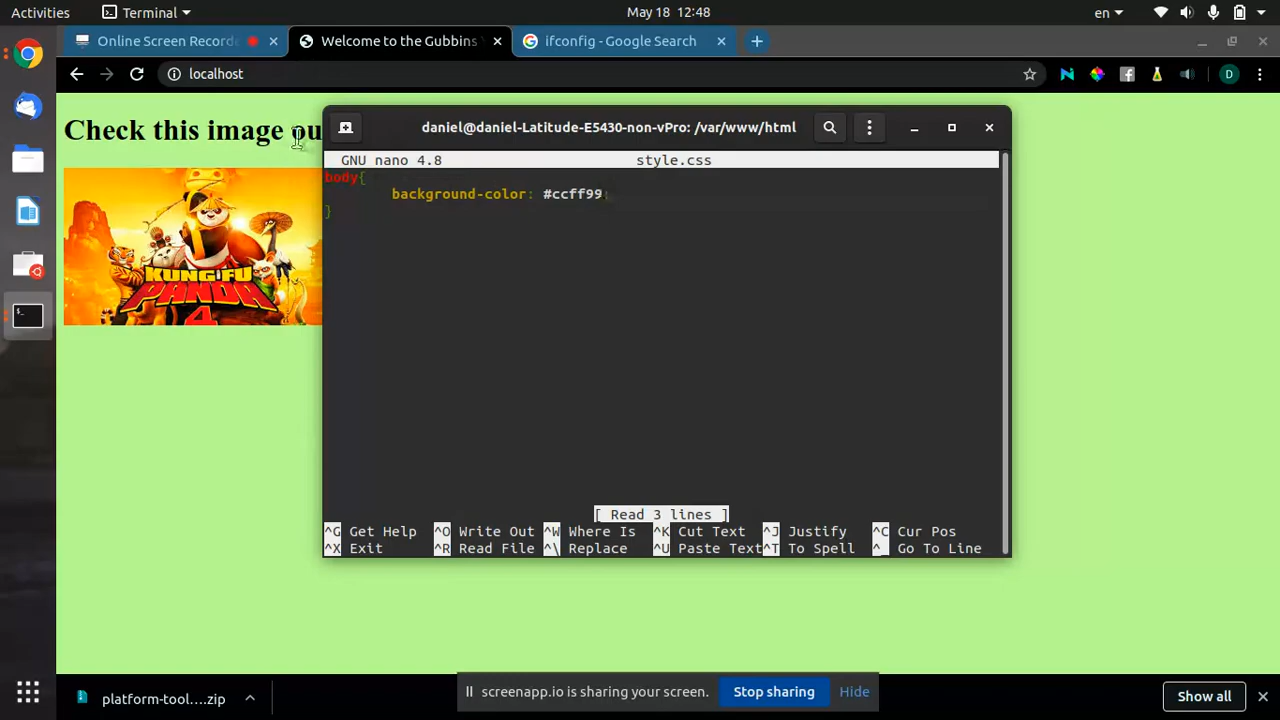 Activities
Terminal
May 18 12:48
en
Online Screen Recorde
Welcome to the Gubbins
ifconfig - Google Search
localhost
D
Check this image ou
KUNG FU
PANDA
4
daniel@daniel-Latitude-E5430-non-vPro: /var/www/html
GNU nano 4.8 style.css
body{
background-color: #ccff99;
}
[ Read 3 lines ]
^G Get Help ^O Write Out ^W Where Is ^K Cut Text ^J Justify ^C Cur Pos
^X Exit ^R Read File ^\ Replace ^U Paste Text ^T To Spell ^_ Go To Line
platform-tool....zip
screenapp.io is sharing your screen.
Stop sharing
Hide
Show all